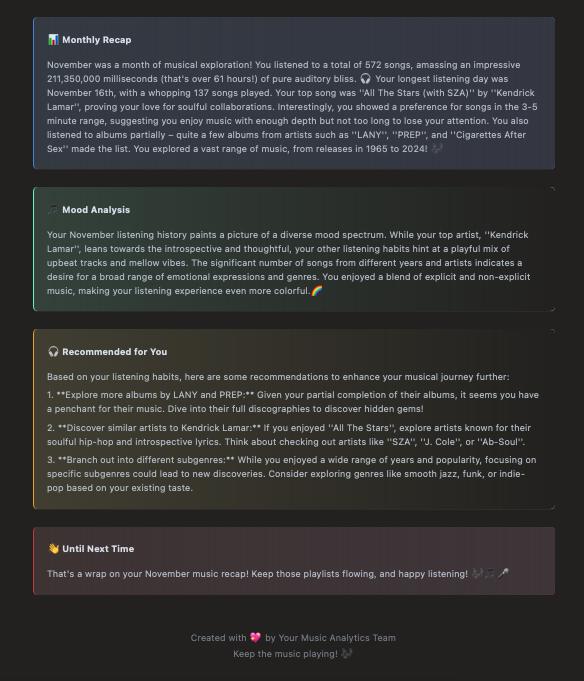 📊 Monthly Recap
November was a month of musical exploration! You listened to a total of 572 songs, amassing an impressive
211,350,000 milliseconds (that's over 61 hours!) of pure auditory bliss. 🎧 Your longest listening day was
November 16th, with a whopping 137 songs played. Your top song was ''All The Stars (with SZA)'' by ''Kendrick
Lamar'', proving your love for soulful collaborations. Interestingly, you showed a preference for songs in the 3-5
minute range, suggesting you enjoy music with enough depth but not too long to lose your attention. You also
listened to albums partially – quite a few albums from artists such as ''LANY'', ''PREP'', and ''Cigarettes After
Sex'' made the list. You explored a vast range of music, from releases in 1965 to 2024! 🎶
🎵 Mood Analysis
Your November listening history paints a picture of a diverse mood spectrum. While your top artist, ''Kendrick
Lamar'', leans towards the introspective and thoughtful, your other listening habits hint at a playful mix of
upbeat tracks and mellow vibes. The significant number of songs from different years and artists indicates a
desire for a broad range of emotional expressions and genres. You enjoyed a blend of explicit and non-explicit
music, making your listening experience even more colorful.🌈
🎧 Recommended for You
Based on your listening habits, here are some recommendations to enhance your musical journey further:
1. **Explore more albums by LANY and PREP:** Given your partial completion of their albums, it seems you have
a penchant for their music. Dive into their full discographies to discover hidden gems!
2. **Discover similar artists to Kendrick Lamar:** If you enjoyed ''All The Stars'', explore artists known for their
soulful hip-hop and introspective lyrics. Think about checking out artists like ''SZA'', ''J. Cole'', or ''Ab-Soul''.
3. **Branch out into different subgenres:** While you enjoyed a wide range of years and popularity, focusing on
specific subgenres could lead to new discoveries. Consider exploring genres like smooth jazz, funk, or indie-
pop based on your existing taste.
👋 Until Next Time
That's a wrap on your November music recap! Keep those playlists flowing, and happy listening! 🎶🎵🎤
Created with 💖 by Your Music Analytics Team
Keep the music playing! 🎶